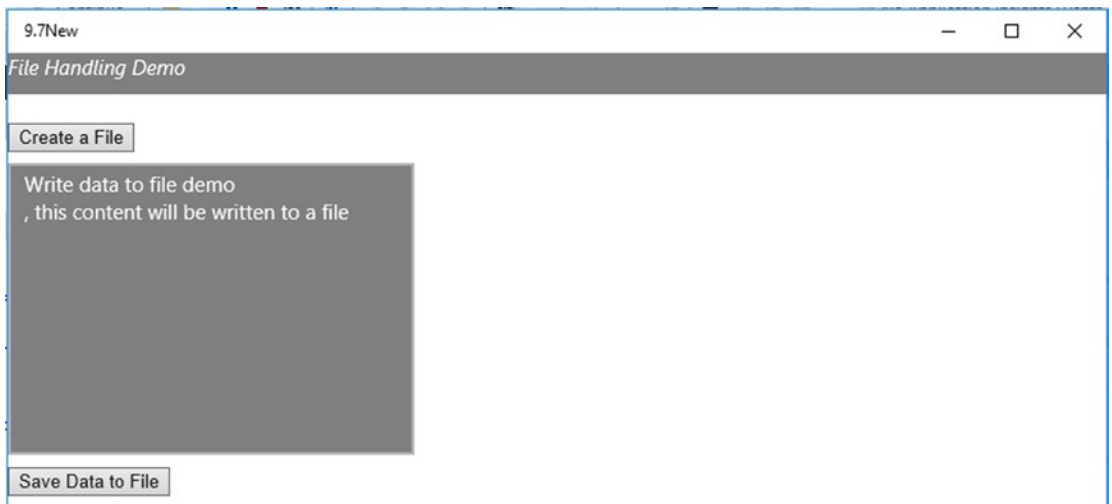 9.7New
File Handling Demo
Create a File
Write data to file demo
, this content will be written to a file
Save Data to File